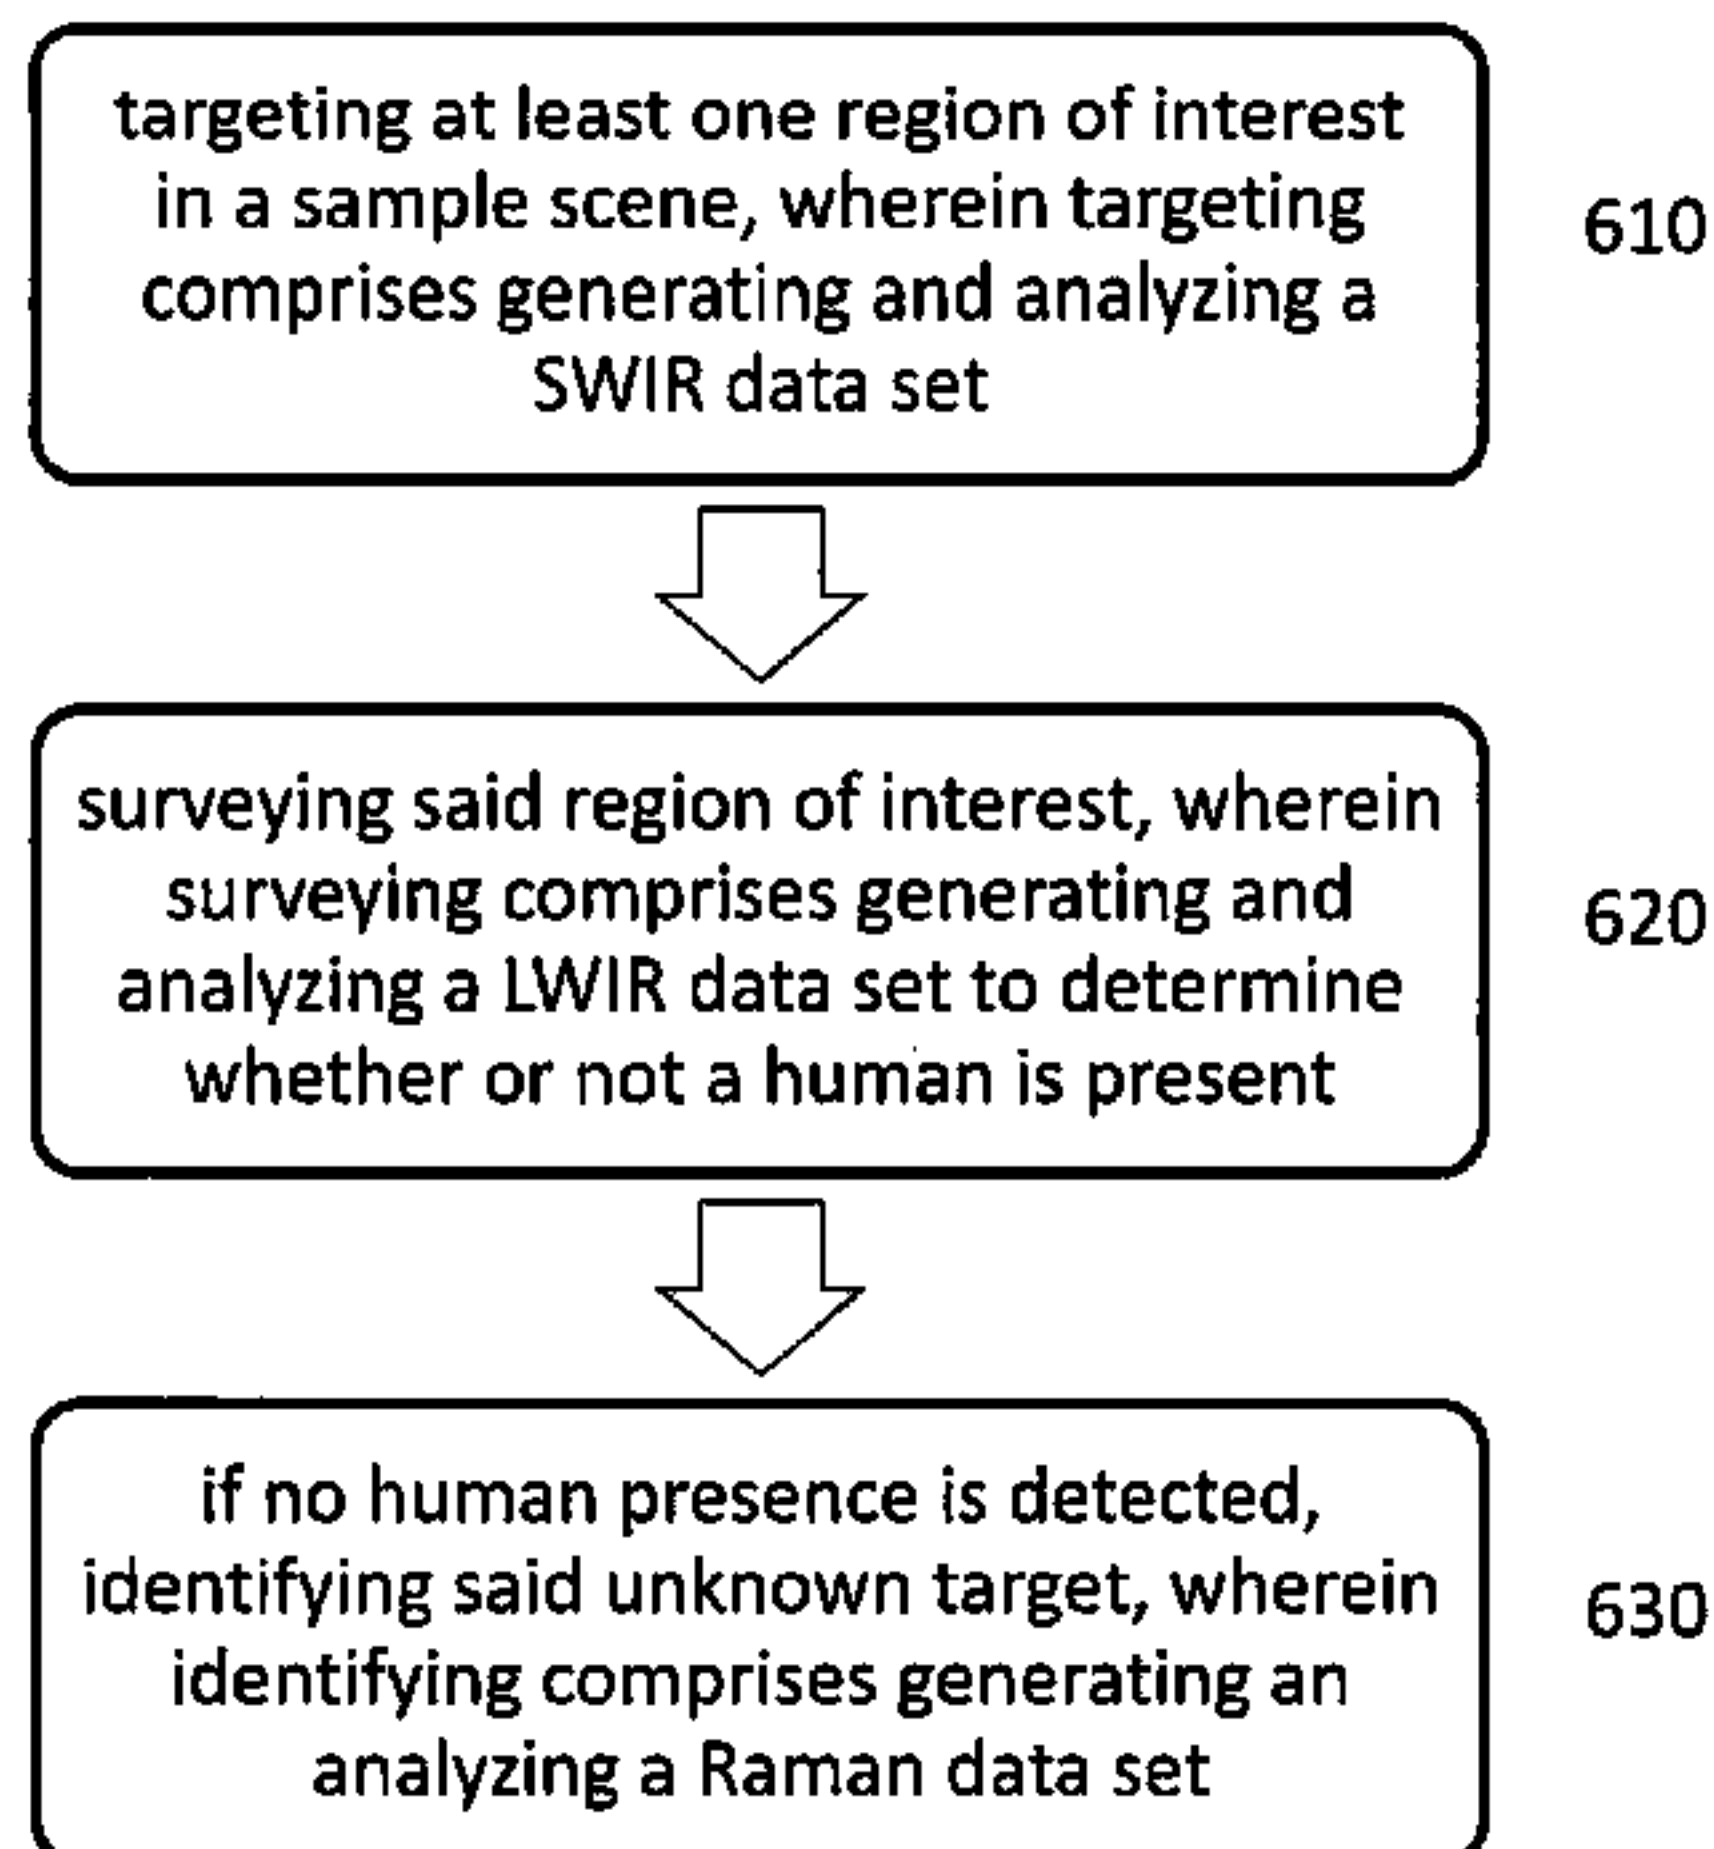 targeting at least one region of interest
in a sample scene, wherein targeting
comprises generating and analyzing a
SWIR data set
610
surveying said region of interest, wherein
surveying comprises generating and
analyzing a LWIR data set to determine
whether or not a human is present
620
if no human presence is detected,
identifying said unknown target, wherein
identifying comprises generating an
analyzing a Raman data set
630